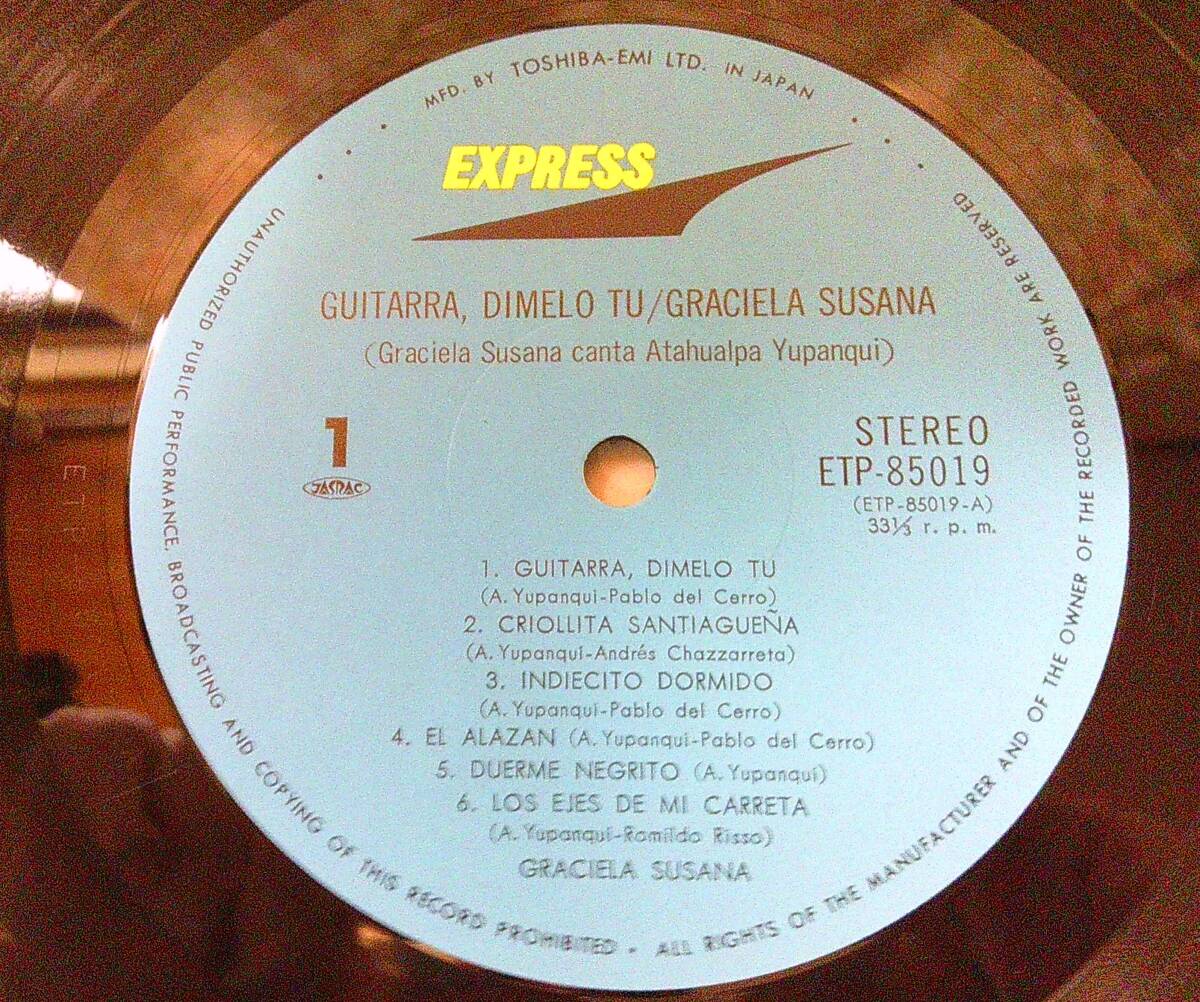 MFD. BY TOSHIBA-EMI LTD. IN JAPAN
EXPRESS
GUITARRA, DIMELO TU/GRACIELA SUSANA
(Graciela Susana canta Atahualpa Yupanqui)
1
JASRAC
STEREO
ETP-85019
(ETP-85019-A)
33⅓ r. p. m.
1. GUITARRA, DIMELO TU
(A. Yupanqui-Pablo del Cerro)
2. CRIOLLITA SANTIAGUEÑA
(A. Yupanqui-Andrés Chazzarreta)
3. INDIECITO DORMIDO
(A. Yupanqui-Pablo del Cerro)
4. EL ALAZAN (A. Yupanqui-Pablo del Cerro)
5. DUERME NEGRITO (A. Yupanqui)
6. LOS EJES DE MI CARRETA
(A. Yupanqui-Romildo Risso)
GRACIELA SUSANA
UNAUTHORIZED PUBLIC PERFORMANCE, BROADCASTING AND COPYING OF THIS RECORD PROHIBITED - ALL RIGHTS OF THE MANUFACTURER AND OF THE OWNER OF THE RECORDED WORK ARE RESERVED
ETP